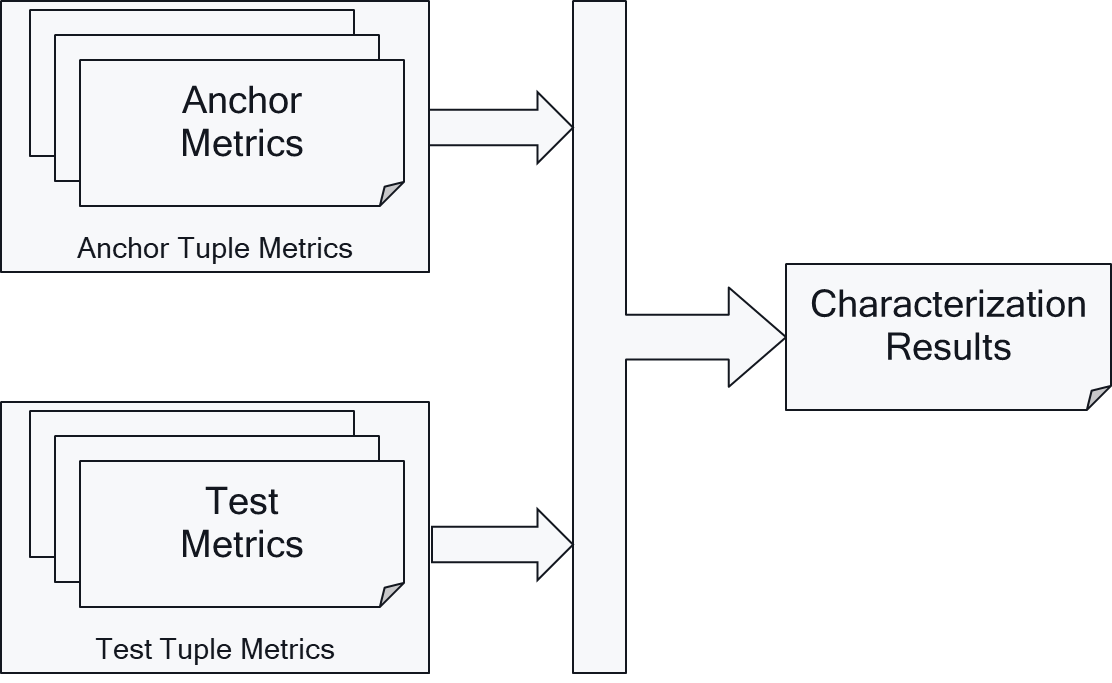 Anchor
Metrics
Anchor Tuple Metrics
Characterization
Results
Test
Metrics
Test Tuple Metrics